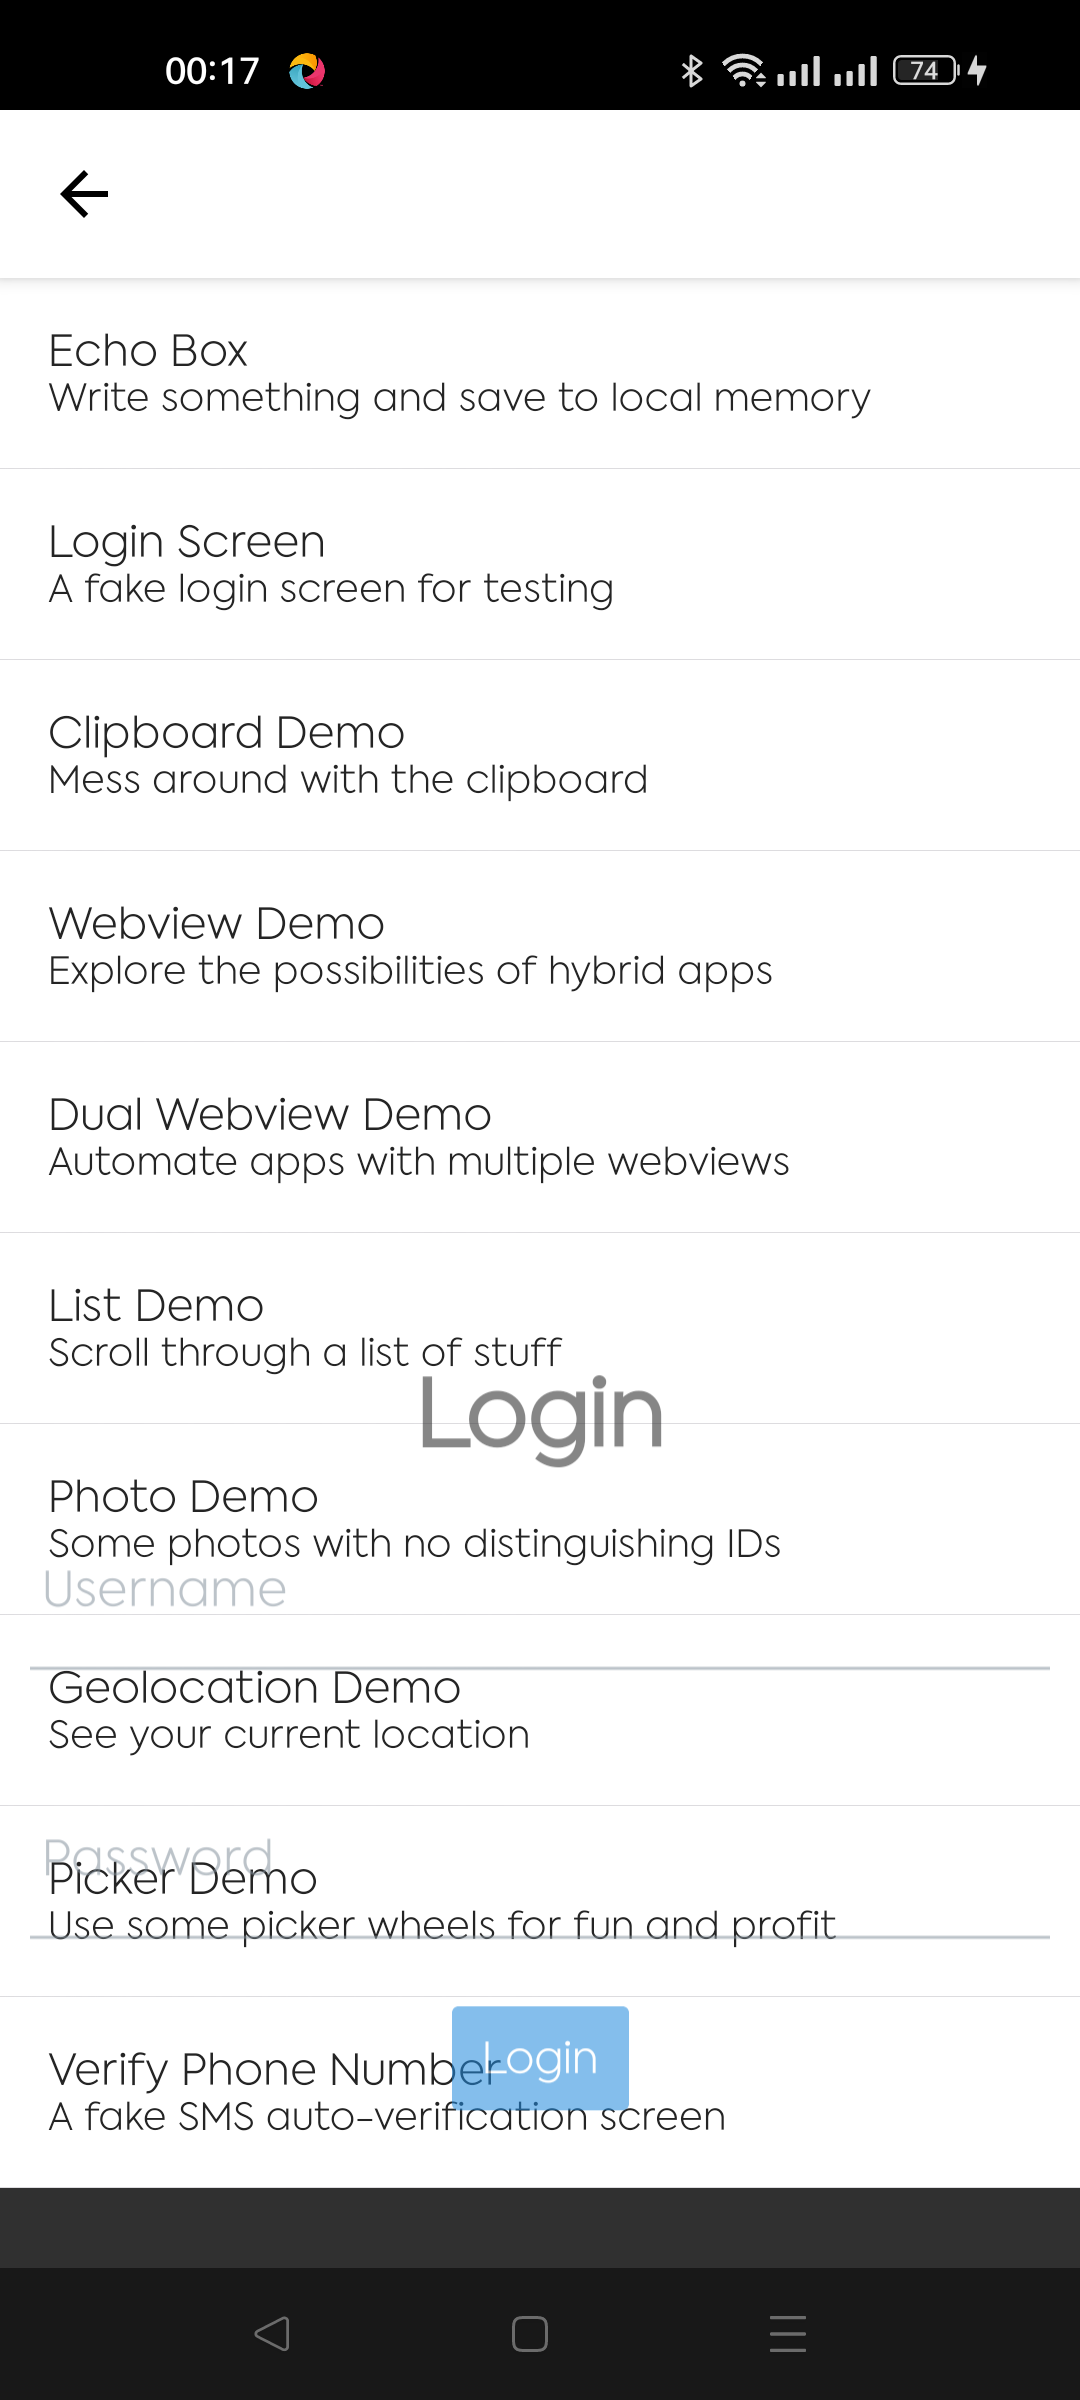 00:17
74
Echo Box
Write something and save to local memory
Login Screen
A fake login screen for testing
Clipboard Demo
Mess around with the clipboard
Webview Demo
Explore the possibilities of hybrid apps
Dual Webview Demo
Automate apps with multiple webviews
List Demo
Scroll through a list of stuff
Login
Photo Demo
Some photos with no distinguishing IDs
Username
Geolocation Demo
See your current location
Password
Picker Demo
Use some picker wheels for fun and profit
Login
Verify Phone Number
A fake SMS auto-verification screen